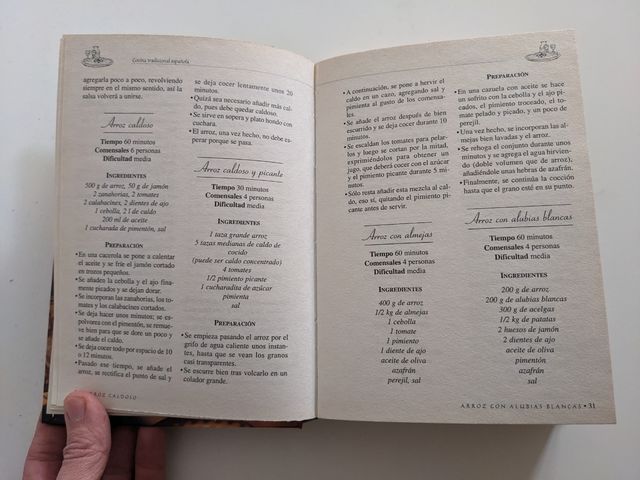 Cocina tradicional española
agregarla poco a poco, revolviendo
siempre en el mismo sentido, así la
salsa volverá a unirse.
Arroz caldoso
Tiempo 60 minutos
Comensales 6 personas
Dificultad media
INGREDIENTES
500 g de arroz, 50 g de jamón
2 zanahorias, 2 tomates
2 calabacines, 2 dientes de ajo
1 cebolla, 2 l de caldo
200 ml de aceite
1 cucharada de pimentón, sal
PREPARACIÓN
•En una cacerola se pone a calentar
el aceite y se fríe el jamón cortado
en trozos pequeños.
•Se añaden la cebolla y el ajo fina-
mente picados y se dejan dorar.
•Se incorporan las zanahorias, los to-
mates y los calabacines cortados.
•Se deja hacer unos minutos; se es-
polvorea con el pimentón, se remue-
ve bien para que se dore un poco y
se añade el caldo.
•Se deja cocer todo por espacio de 10
o 12 minutos.
•Pasado ese tiempo, se añade el
arroz, se rectifica el punto de sal y
se deja cocer lentamente unos 20
minutos.
•Quizá sea necesario añadir más cal-
do, pues debe quedar caldoso.
•Se sirve en sopera y plato hondo con
cuchara.
•El arroz, una vez hecho, no debe es-
perar porque se pasa.
Arroz caldoso y picante
Tiempo 30 minutos
Comensales 4 personas
Dificultad media
INGREDIENTES
1 taza grande arroz
5 tazas medianas de caldo de
cocido
(puede ser caldo concentrado)
4 tomates
1/2 pimiento picante
1 cucharadita de azúcar
pimienta
sal
PREPARACIÓN
•Se empieza pasando el arroz por el
grifo de agua caliente unos instan-
tes, hasta que se vean los granos
casi transparentes.
•Se escurre bien tras volcarlo en un
colador grande.
ROZ CALDOSO
•A continuación, se pone a hervir el
caldo en un cazo, agregando sal y
pimienta al gusto de los comensa-
les.
•Se añade el arroz después de bien
escurrido y se deja cocer durante 10
minutos.
•Se escaldan los tomates para pelar-
los y luego se cortan por la mitad,
exprimiéndolos para obtener un
jugo, que deberá cocer con el azúcar
y el pimiento picante durante 5 mi-
nutos.
•Sólo resta añadir esta mezcla al cal-
do, eso sí, quitando el pimiento pi-
cante antes de servir.
Arroz con almejas
Tiempo 60 minutos
Comensales 4 personas
Dificultad media
INGREDIENTES
400 g de arroz
1/2 kg de almejas
1 cebolla
1 tomate
1 pimiento
1 diente de ajo
aceite de oliva
azafrán
perejil, sal
PREPARACIÓN
•En una cazuela con aceite se hace
un sofrito con la cebolla y el ajo pi-
cados, el pimiento troceado, el to-
mate pelado y picado, y un poco de
perejil.
•Una vez hecho, se incorporan las al-
mejas bien lavadas y el arroz.
•Se rehoga el conjunto durante unos
minutos y se agrega el agua hirvien-
do (doble volumen que de arroz),
añadiéndole unas hebras de azafrán.
•Finalmente, se continúa la cocción
hasta que el grano esté en su punto.
Arroz con alubias blancas
Tiempo 60 minutos
Comensales 4 personas
Dificultad media
INGREDIENTES
200 g de arroz
200 g de alubias blancas
300 g de acelgas
1/2 kg de patatas
2 huesos de jamón
2 dientes de ajo
aceite de oliva
pimentón
azafrán
sal
ARROZ CON ALUBIAS BLANCAS • 31